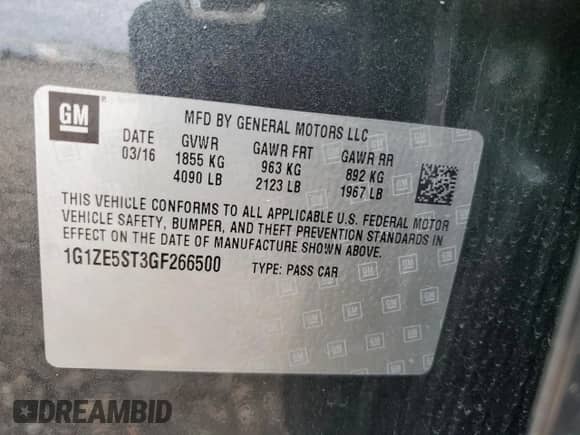 GM
MFD BY GENERAL MOTORS LLC
DATE GVWR GAWR FRT GAWR RR
03/16 1855 KG 963 KG 892 KG
4090 LB 2123 LB 1967 LB
THIS VEHICLE CONFORMS TO ALL APPLICABLE U.S. FEDERAL MOTOR
VEHICLE SAFETY, BUMPER, AND THEFT PREVENTION STANDARDS IN
EFFECT ON THE DATE OF MANUFACTURE SHOWN ABOVE.
1G1ZE5ST3GF266500 TYPE: PASS CAR
DREAMBID